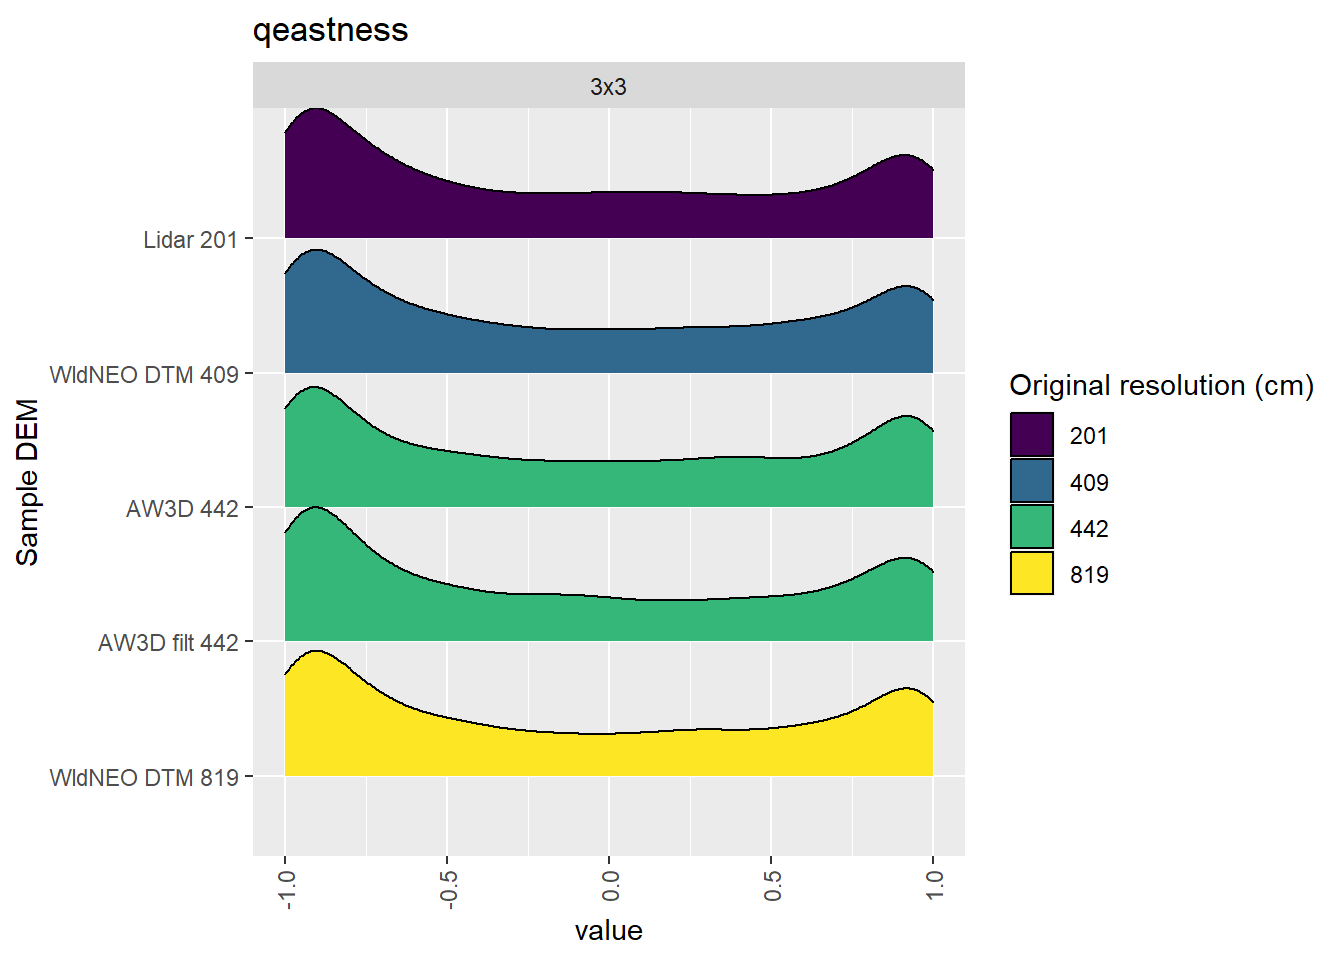 qeastness
3x3
Sample DEM
Lidar 201
WldNEO DTM 409
AW3D 442
AW3D filt 442
WldNEO DTM 819
-1.0
-0.5
0.0
0.5
1.0
value
Original resolution (cm)
201
409
442
819